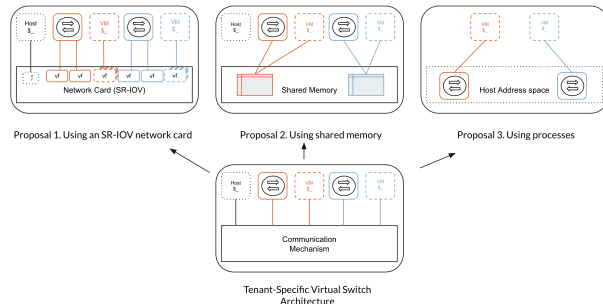 Host
$_
VM
$_
VM
$_
vf
vf
vf
vf
vf
vf
Network Card (SR-IOV)
Proposal 1. Using an SR-IOV network card
Host
$_
VM
$_
VM
$_
Shared Memory
Proposal 2. Using shared memory
VM
$_
VM
$_
Host Address space
Proposal 3. Using processes
Host
$_
VM
$_
VM
$_
Communication
Mechanism
Tenant-Specific Virtual Switch
Architecture